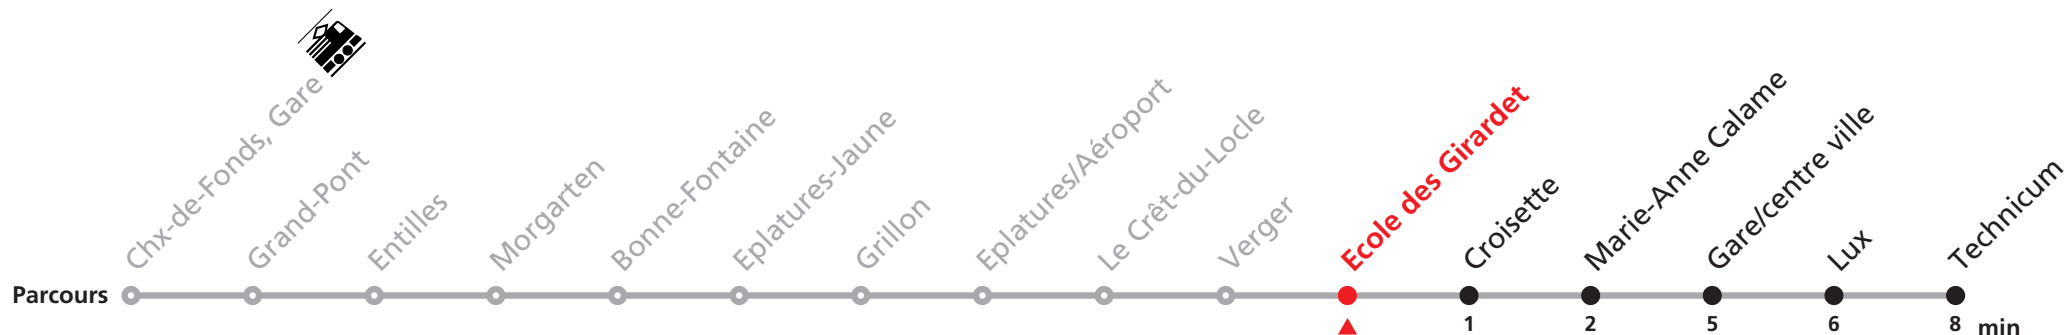 Chx-de-Fonds, Gare
Grand-Pont
Entilles
Morgarten
Bonne-Fontaine
Eplatures-Jaune
Grillon
Eplatures/Aéroport
Le Crêt-du-Locle
Verger
Ecole des Girardet
Croisette
Marie-Anne Calame
Gare/centre ville
Lux
Technicum
Parcours
1 2 5 6 8 min